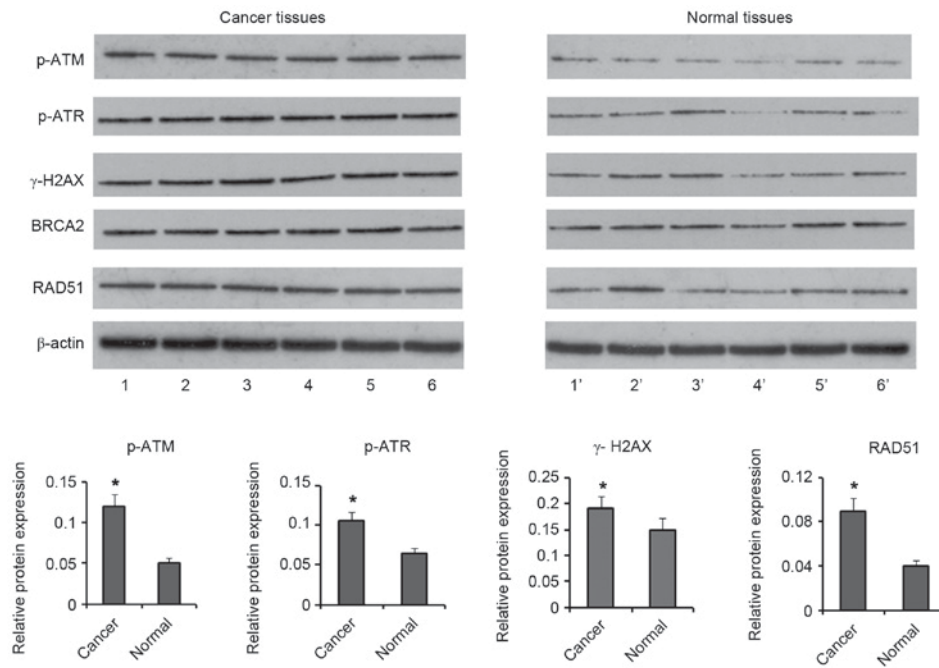 Cancer tissues Normal tissues
p-ATM
p-ATR
γ-H2AX
BRCA2
RAD51
β-actin
1 2 3 4 5 6 1’ 2’ 3’ 4’ 5’ 6’
p-ATM
Relative protein expression
0.15
0.1
0.05
0
*
Cancer
Normal
p-ATR
Relative protein expression
0.15
0.1
0.05
0
*
Cancer
Normal
γ- H2AX
Relative protein expression
0.25
0.2
0.15
0.1
0.05
0
*
Cancer
Normal
RAD51
Relative protein expression
0.12
0.08
0.04
0
*
Cancer
Normal